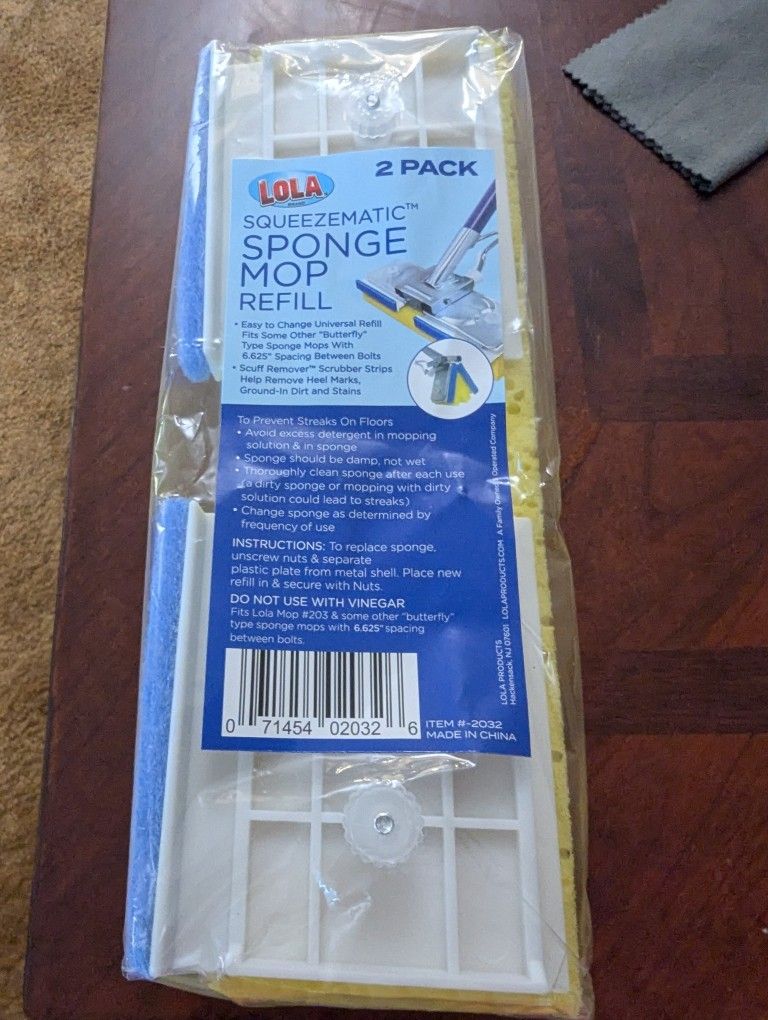 2 PACK
LOLA
BRAND
SQUEEZEMATIC™
SPONGE
MOP
REFILL
• Easy to Change Universal Refill
Fits Some Other "Butterfly"
Type Sponge Mops With
6.625" Spacing Between Bolts
• Scuff Remover™ Scrubber Strips
Help Remove Heel Marks,
Ground-In Dirt and Stains
To Prevent Streaks On Floors
• Avoid excess detergent in mopping
solution & in sponge
• Sponge should be damp, not wet
• Thoroughly clean sponge after each use
(a dirty sponge or mopping with dirty
solution could lead to streaks)
• Change sponge as determined by
frequency of use
INSTRUCTIONS: To replace sponge,
unscrew nuts & separate
plastic plate from metal shell. Place new
refill in & secure with Nuts.
DO NOT USE WITH VINEGAR
Fits Lola Mop #203 & some other "butterfly"
type sponge mops with 6.625" spacing
between bolts.
0 71454 02032 6
ITEM #-2032
MADE IN CHINA
LOLA PRODUCTS
Hackensack, NJ 07601 LOLAPRODUCTS.COM A Family Owned Operated Company